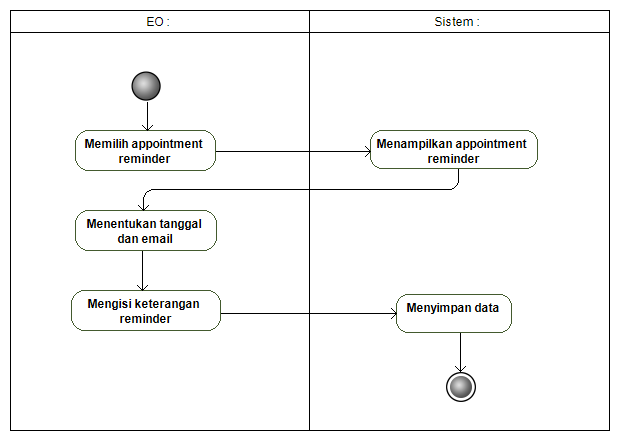 EO :
Sistem :
Memilih appointment
reminder
Menampilkan appointment
reminder
Menentukan tanggal
dan email
Mengisi keterangan
reminder
Menyimpan data